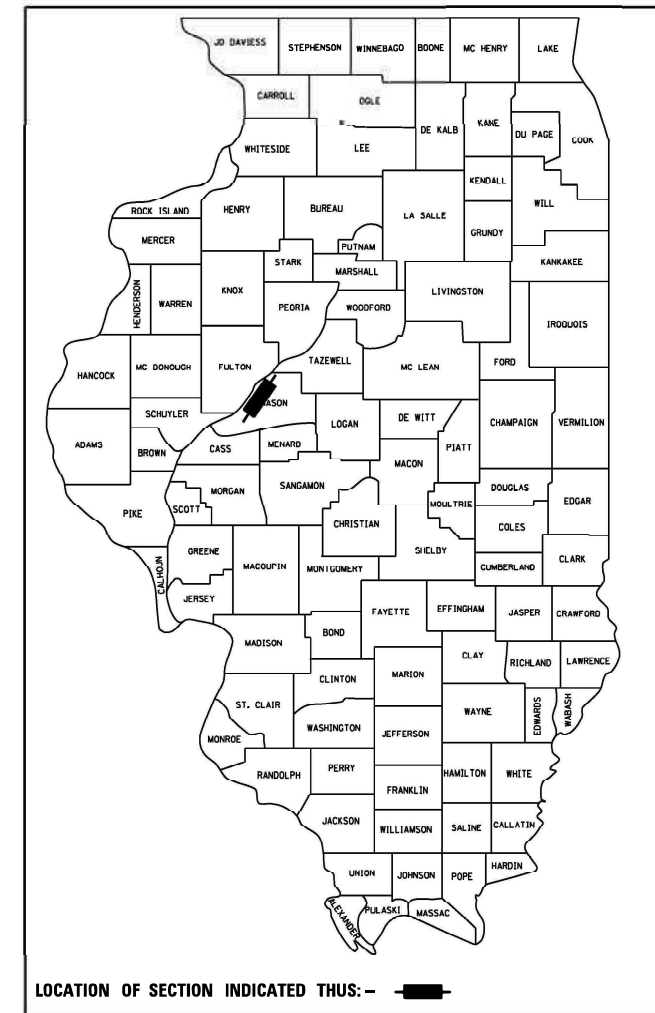 JO DAVIESS STEPHENSON WINNEBAGO BOONE MC HENRY LAKE
CARROLL OGLE DE KALB KANE DU PAGE COOK
WHITESIDE LEE
KENDALL WILL
ROCK ISLAND HENRY BUREAU LA SALLE
MERCER PUTNAM GRUNDY
STARK MARSHALL KANKAKEE
HENDERSON WARREN KNOX PEORIA WOODFORD LIVINGSTON IROQUOIS
HANCOCK MC DONOUGH FULTON TAZEWELL MC LEAN FORD
SCHUYLER MASON LOGAN DE WITT CHAMPAIGN VERMILION
ADAMS BROWN CASS MENARD PIATT
MACON
PIKE SCOTT MORGAN SANGAMON MOULTRIE DOUGLAS EDGAR
CHRISTIAN COLES
CALHOJN GREENE MACOUPIN MONTGOMERY SHELBY CUMBERLAND CLARK
JERSEY FAYETTE EFFINGHAM JASPER CRAWFORD
MADISON BOND
CLINTON MARION CLAY RICHLAND LAWRENCE
ST. CLAIR WAYNE EDWARDS WABASH
MONROE WASHINGTON JEFFERSON
RANDOLPH PERRY HAMILTON WHITE
FRANKLIN
JACKSON WILLIAMSON SALINE CALLATIN
UNION JOHNSON POPE HARDIN
ALEXANDER PULASKI MASSAC
LOCATION OF SECTION INDICATED THUS: –